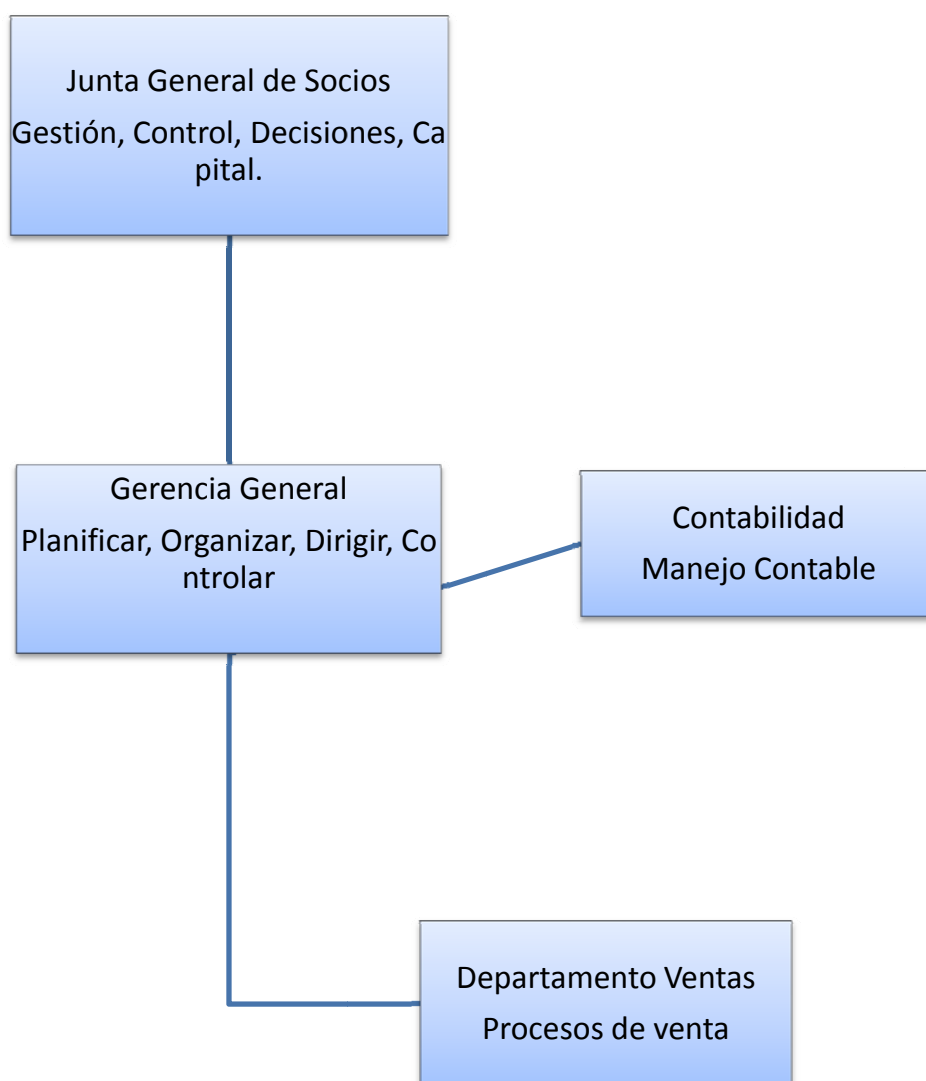 Junta General de Socios
Gestión, Control, Decisiones, Ca
pital.
Gerencia General
Planificar, Organizar, Dirigir, Co
ntrolar
Contabilidad
Manejo Contable
Departamento Ventas
Procesos de venta